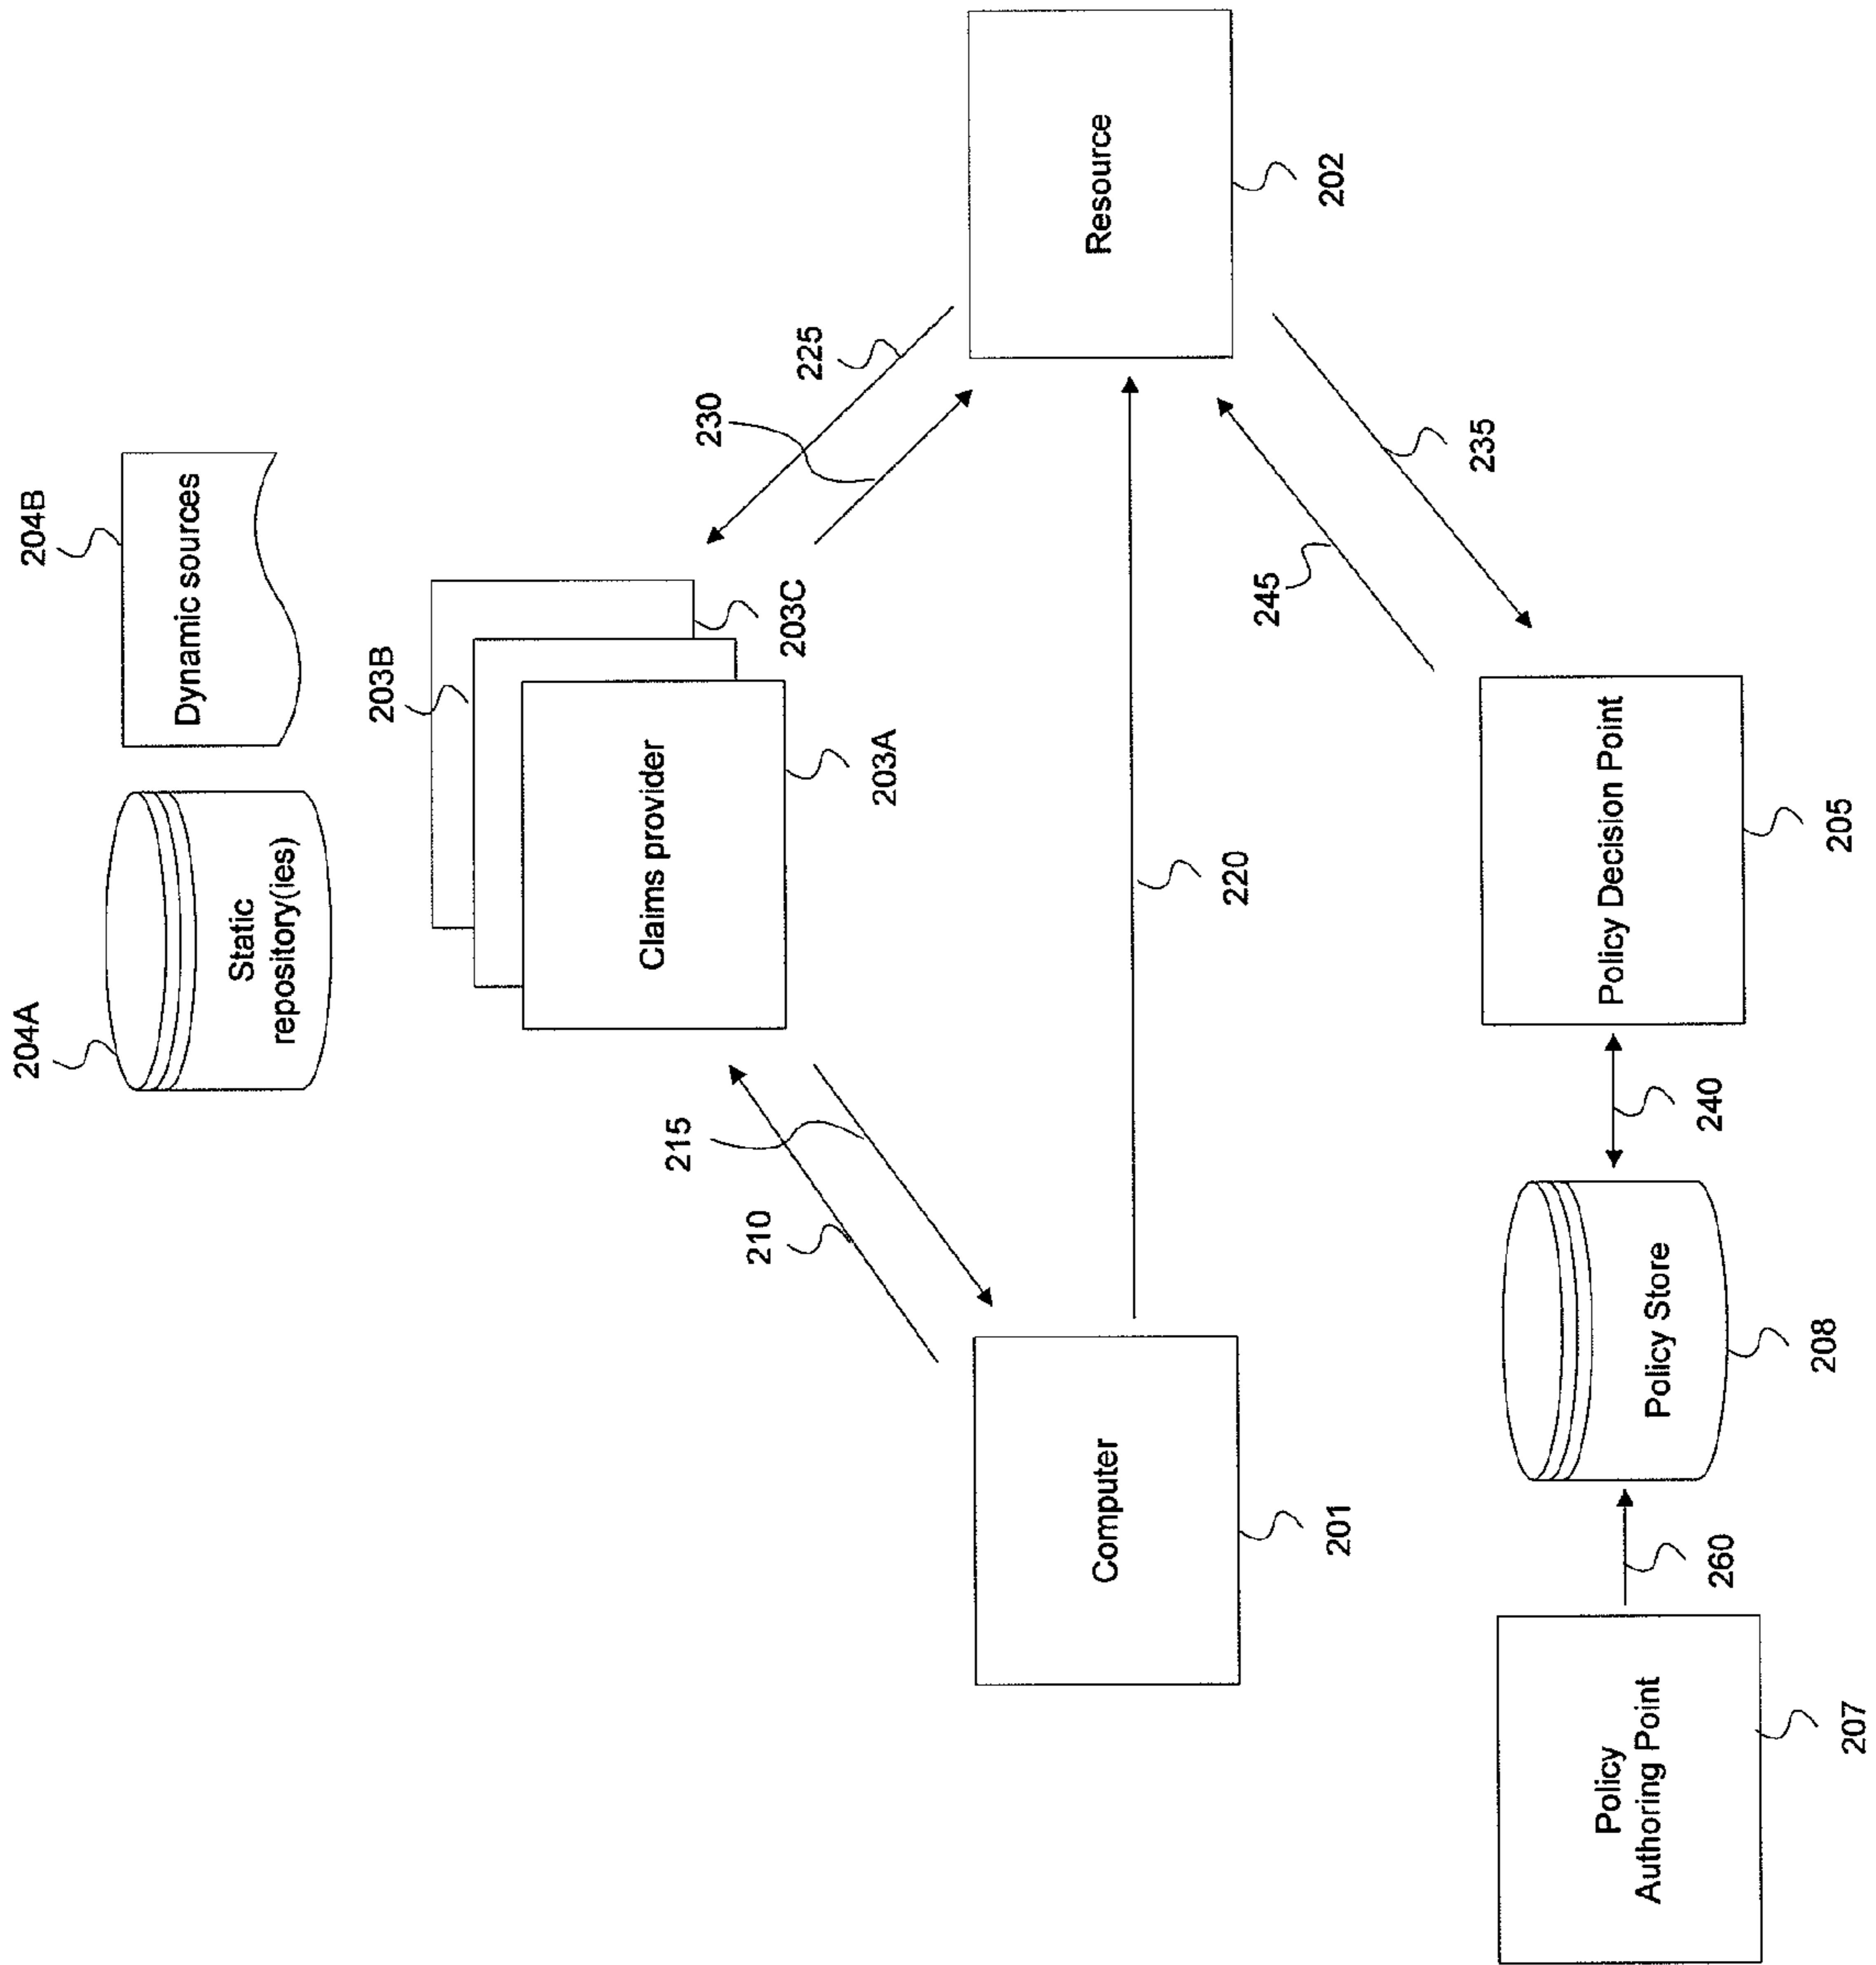 204A
Static
repository(ies)
204B
Dynamic sources
203B
203C
Claims provider
203A
210
215
230
225
Computer
201
220
Resource
202
245
235
Policy
Authoring Point
207
260
Policy Store
208
240
Policy Decision Point
205